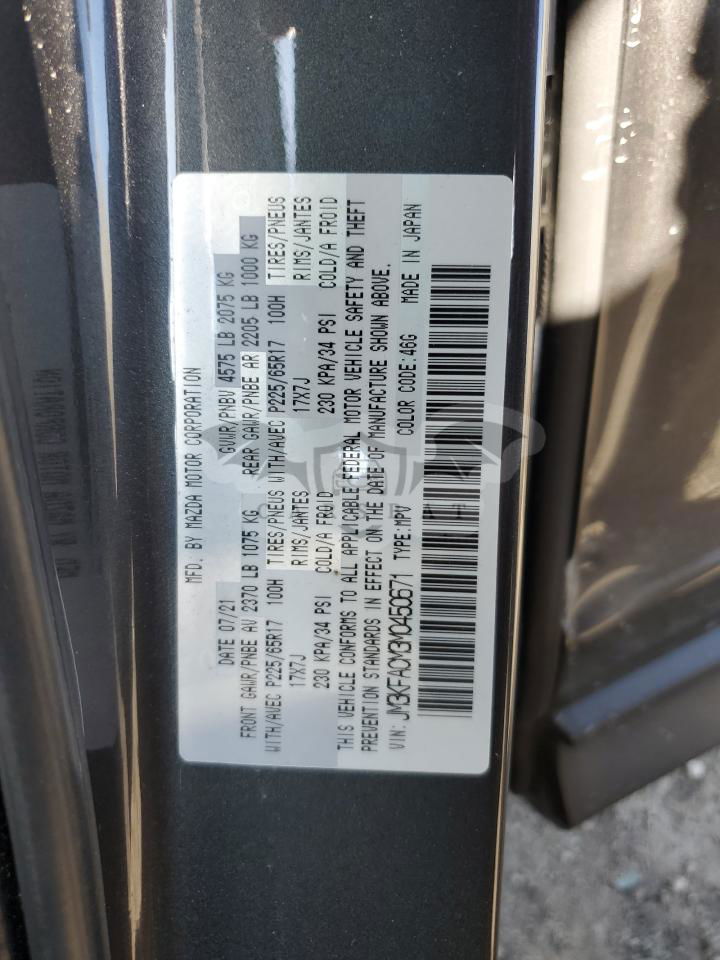 MFD. BY MAZDA MOTOR CORPORATION
DATE 07/21 GVWR/PNBV 4575 LB 2075 KG
FRONT GAWR/PNBE AV 2370 LB 1075 KG REAR GAWR/PNBE AR 2205 LB 1000 KG
WITH/AVEC P225/65R17 100H TIRES/PNEUS WITH/AVEC P225/65R17 100H TIRES/PNEUS
17X7J RIMS/JANTES 17X7J RIMS/JANTES
230 KPA/34 PSI COLD/A FROID 230 KPA/34 PSI COLD/A FROID
THIS VEHICLE CONFORMS TO ALL APPLICABLE FEDERAL MOTOR VEHICLE SAFETY AND THEFT
PREVENTION STANDARDS IN EFFECT ON THE DATE OF MANUFACTURE SHOWN ABOVE.
VIN: JM3KFACM3M0450671 TYPE:MPV COLOR CODE:46G MADE IN JAPAN